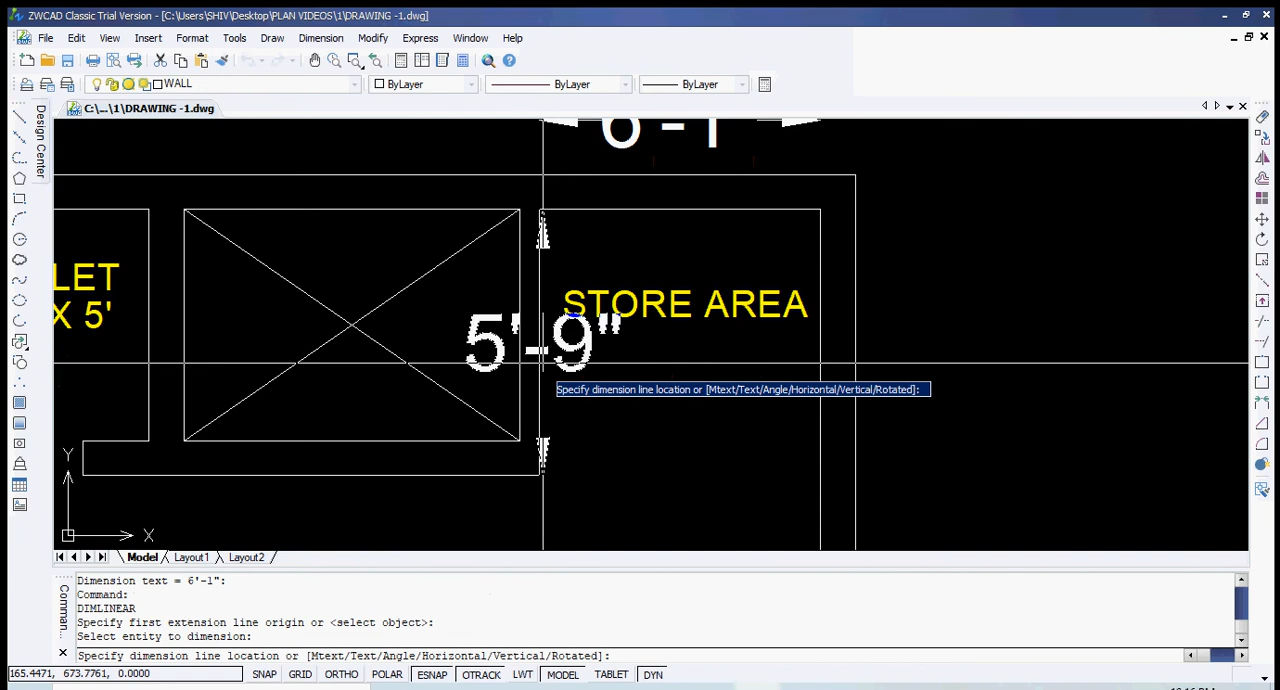 ZWCAD Classic Trial Version - [C:\Users\SHIV\Desktop\PLAN VIDEOS\1\DRAWING -1.dwg]
File Edit View Insert Format Tools Draw Dimension Modify Express Window Help
WALL ByLayer ByLayer ByLayer
C:\...\1\DRAWING -1.dwg
Design Center
6'-1"
LET
X 5'
STORE AREA
5'-9"
Specify dimension line location or [Mtext/Text/Angle/Horizontal/Vertical/Rotated]:
Y
X
Model Layout1 Layout2
Comman...
Dimension text = 6'-1":
Command:
DIMLINEAR
Specify first extension line origin or <select object>:
Select entity to dimension:
Specify dimension line location or [Mtext/Text/Angle/Horizontal/Vertical/Rotated]:
165.4471, 673.7761, 0.0000 SNAP GRID ORTHO POLAR ESNAP OTRACK LWT MODEL TABLET DYN